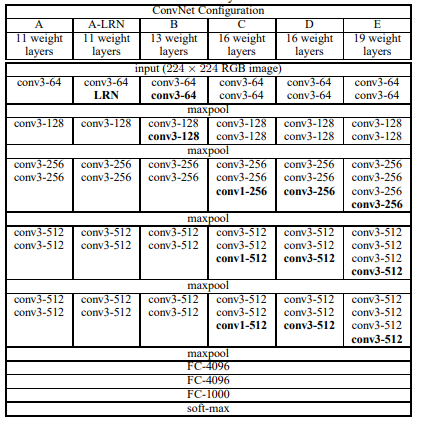 ConvNet Configuration
A A-LRN B C D E
11 weight 11 weight 13 weight 16 weight 16 weight 19 weight
layers layers layers layers layers layers
input (224 × 224 RGB image)
conv3-64 conv3-64 conv3-64 conv3-64 conv3-64 conv3-64
LRN conv3-64 conv3-64 conv3-64 conv3-64
maxpool
conv3-128 conv3-128 conv3-128 conv3-128 conv3-128 conv3-128
conv3-128 conv3-128 conv3-128 conv3-128
maxpool
conv3-256 conv3-256 conv3-256 conv3-256 conv3-256 conv3-256
conv3-256 conv3-256 conv3-256 conv3-256 conv3-256 conv3-256
conv1-256 conv3-256 conv3-256
conv3-256
maxpool
conv3-512 conv3-512 conv3-512 conv3-512 conv3-512 conv3-512
conv3-512 conv3-512 conv3-512 conv3-512 conv3-512 conv3-512
conv1-512 conv3-512 conv3-512
conv3-512
maxpool
conv3-512 conv3-512 conv3-512 conv3-512 conv3-512 conv3-512
conv3-512 conv3-512 conv3-512 conv3-512 conv3-512 conv3-512
conv1-512 conv3-512 conv3-512
conv3-512
maxpool
FC-4096
FC-4096
FC-1000
soft-max